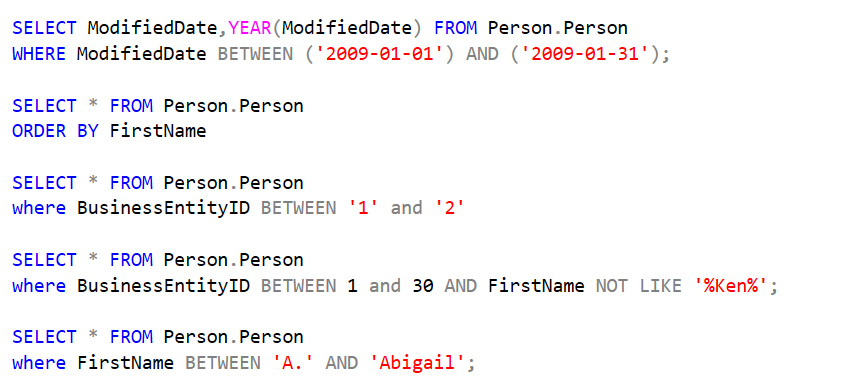 SELECT ModifiedDate,YEAR(ModifiedDate) FROM Person.Person
WHERE ModifiedDate BETWEEN ('2009-01-01') AND ('2009-01-31');
SELECT * FROM Person.Person
ORDER BY FirstName
SELECT * FROM Person.Person
where BusinessEntityID BETWEEN '1' and '2'
SELECT * FROM Person.Person
where BusinessEntityID BETWEEN 1 and 30 AND FirstName NOT LIKE '%Ken%';
SELECT * FROM Person.Person
where FirstName BETWEEN 'A.' AND 'Abigail';